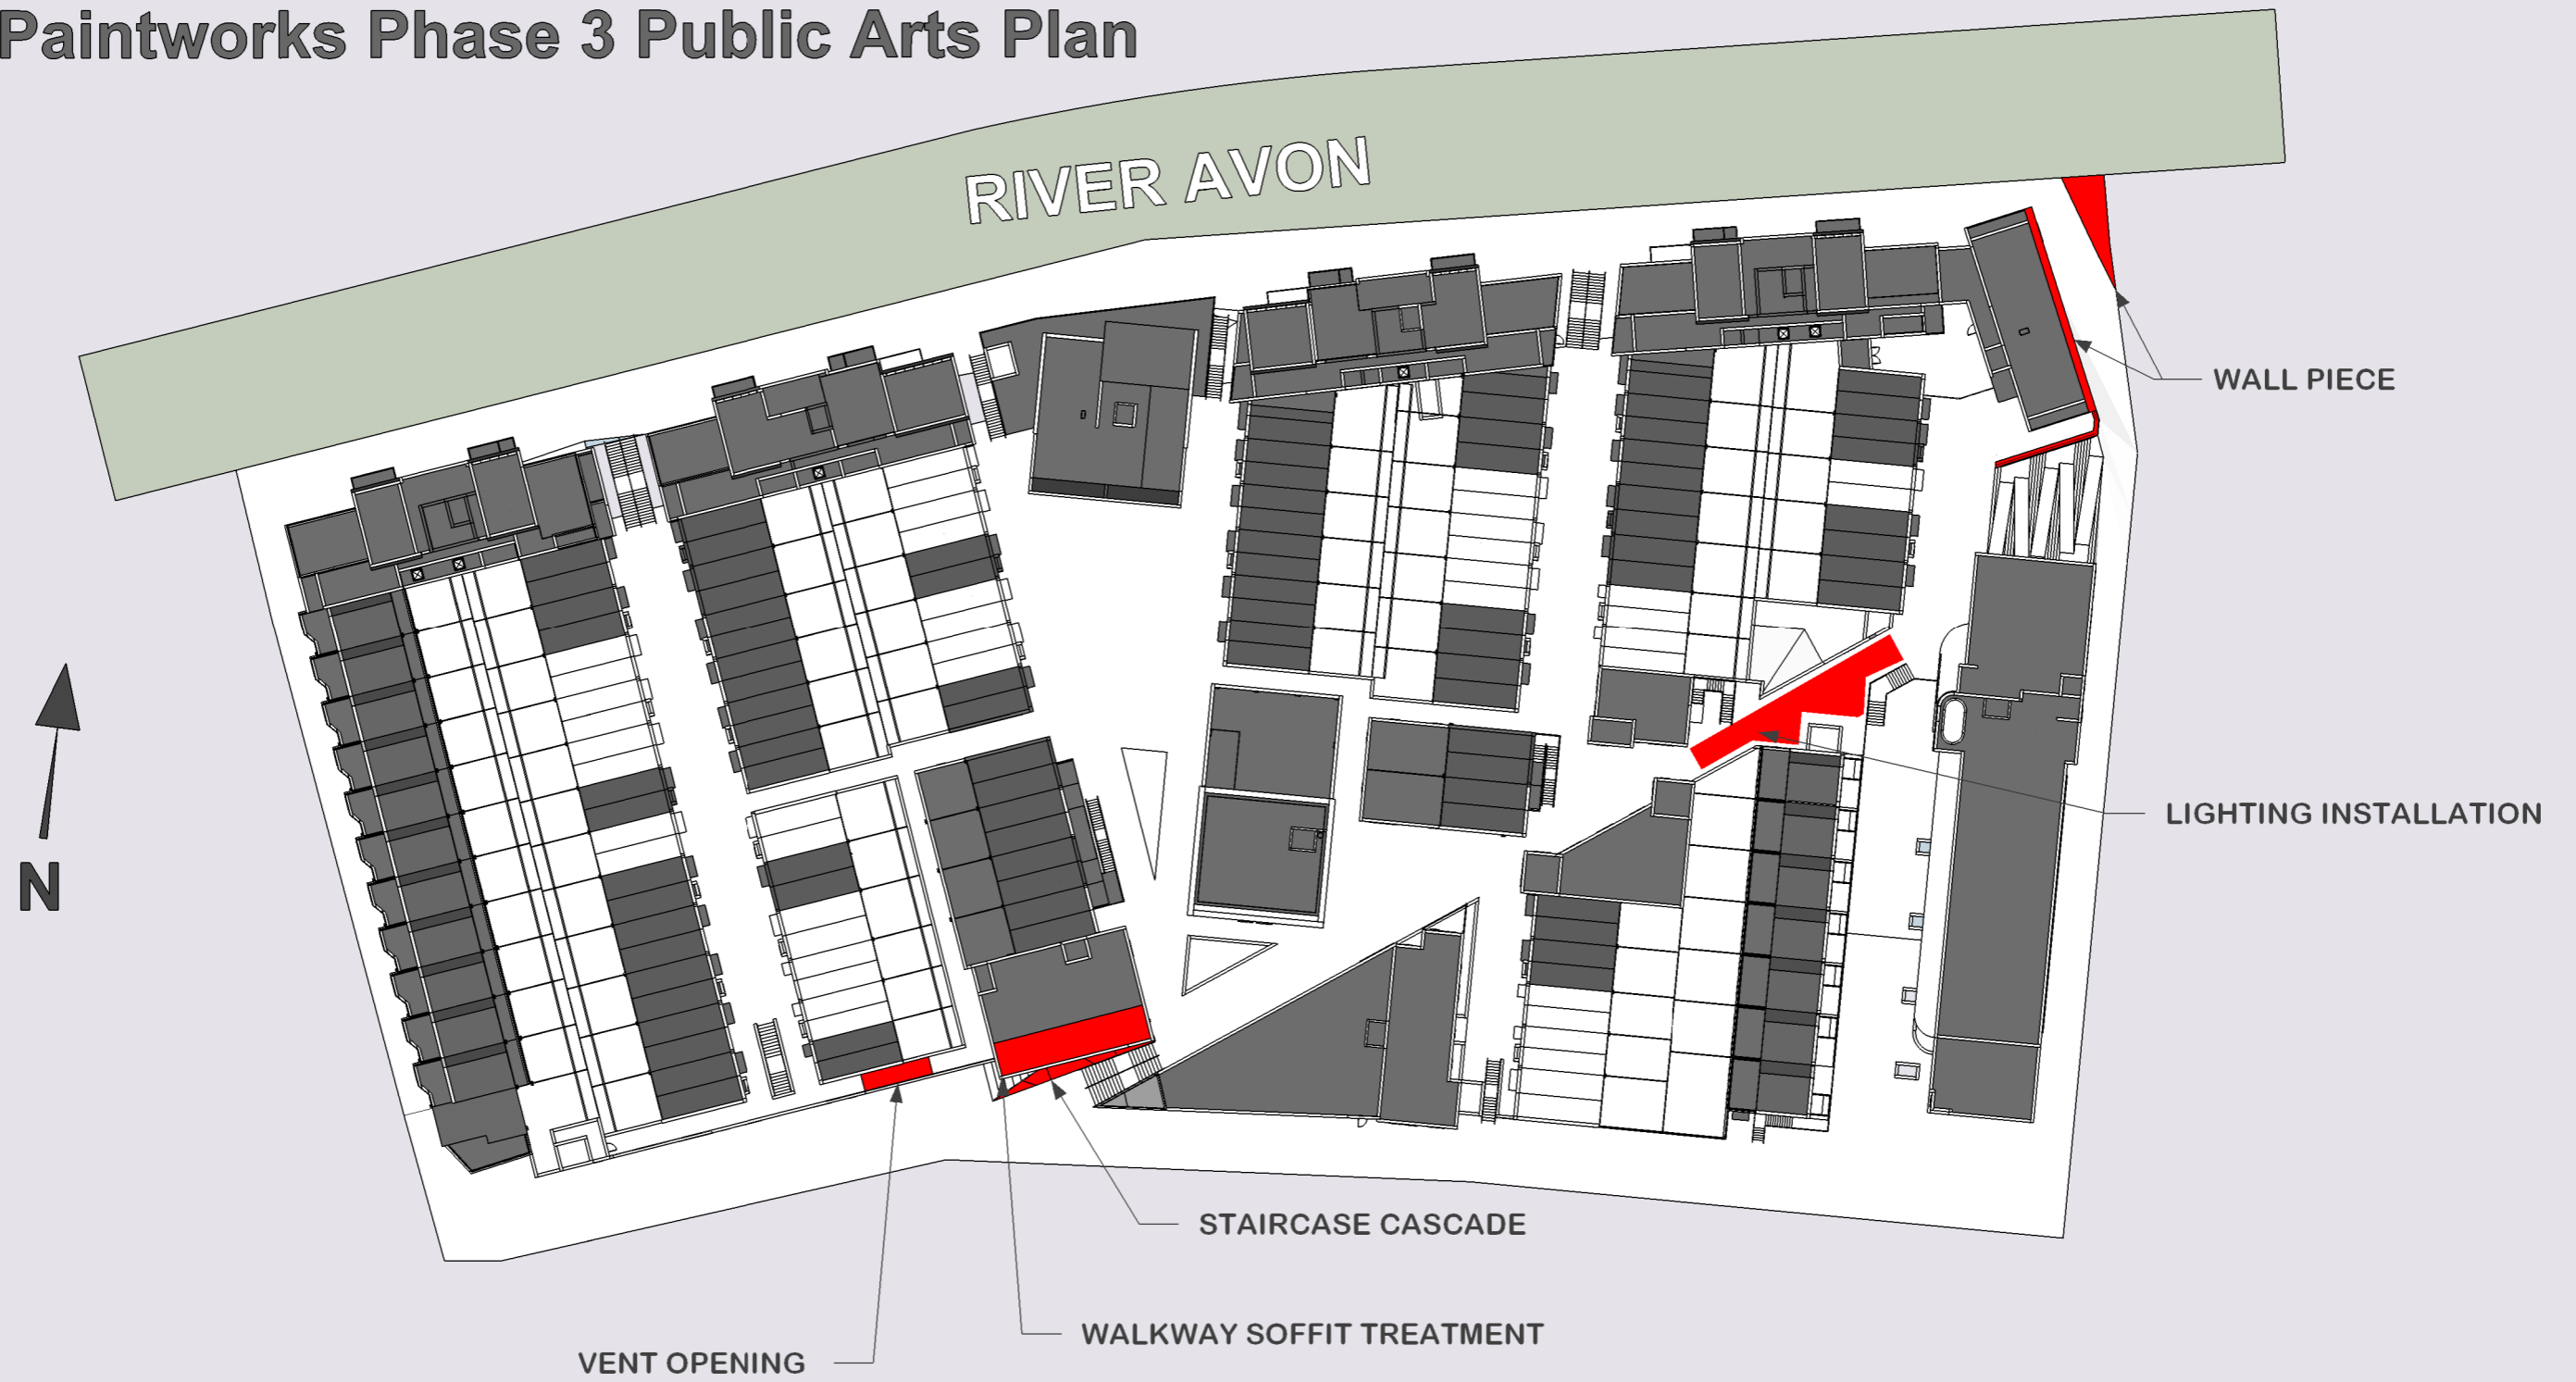 Paintworks Phase 3 Public Arts Plan
RIVER AVON
WALL PIECE
LIGHTING INSTALLATION
N
STAIRCASE CASCADE
WALKWAY SOFFIT TREATMENT
VENT OPENING